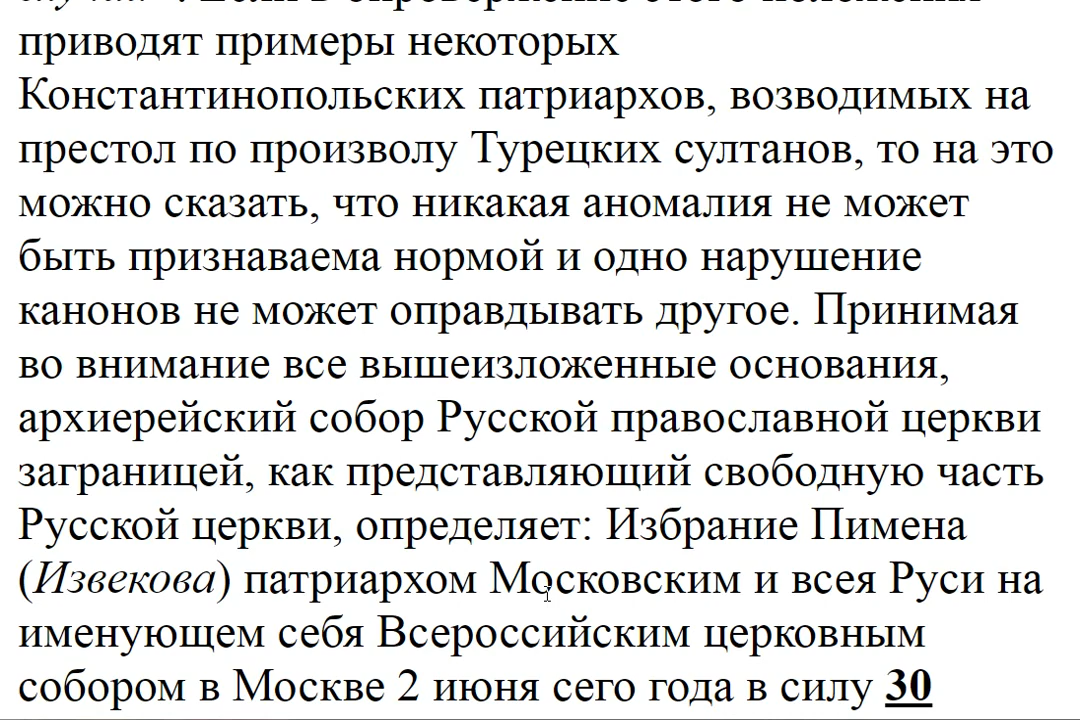 приводят примеры некоторых
Константинопольских патриархов, возводимых на
престол по произволу Турецких султанов, то на это
можно сказать, что никакая аномалия не может
быть признаваема нормой и одно нарушение
канонов не может оправдывать другое. Принимая
во внимание все вышеизложенные основания,
архиерейский собор Русской православной церкви
заграницей, как представляющий свободную часть
Русской церкви, определяет: Избрание Пимена
(Извекова) патриархом Московским и всея Руси на
именующем себя Всероссийским церковным
собором в Москве 2 июня сего года в силу 30